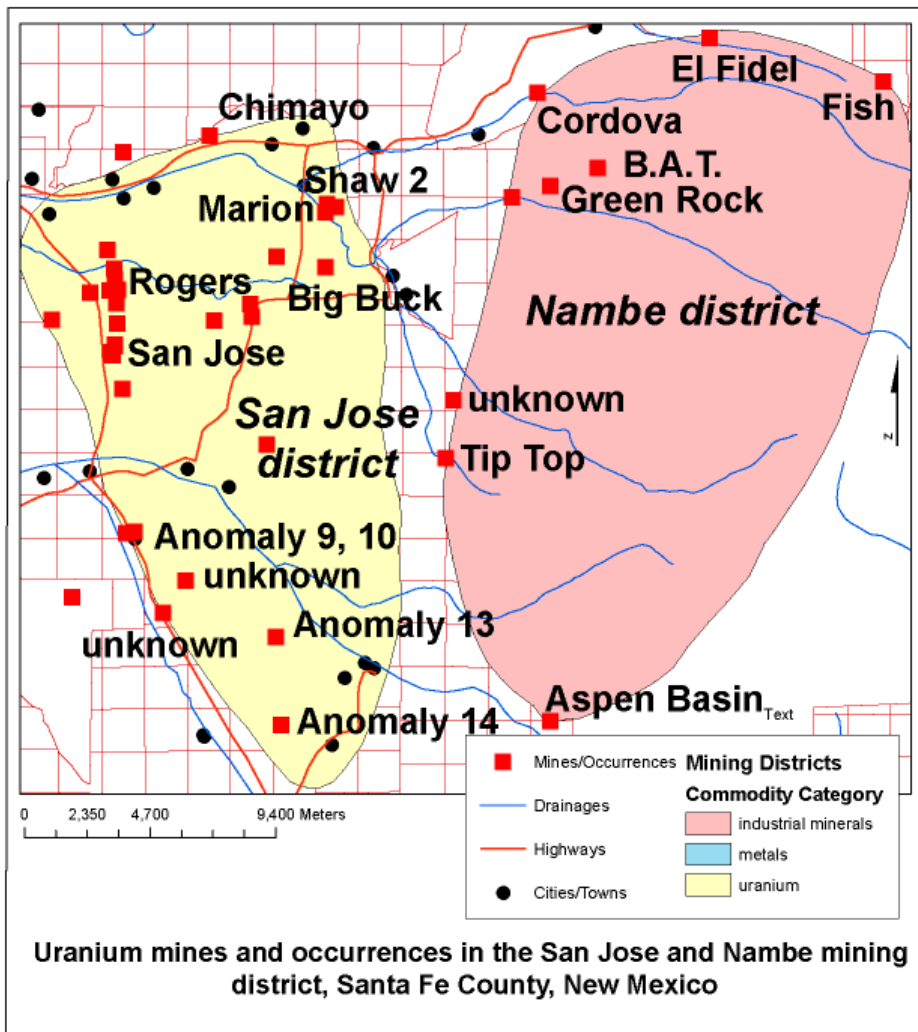 El Fidel
Fish
Chimayo
Cordova
B.A.T.
Shaw 2
Green Rock
Marion
Rogers
Big Buck
Nambe district
San Jose
unknown
San Jose
district
Tip Top
Z
Anomaly 9, 10
unknown
Anomaly 13
unknown
Aspen Basin
Text
Anomaly 14
Mines/Occurrences
Drainages
Highways
Cities/Towns
Mining Districts
Commodity Category
industrial minerals
metals
uranium
0 2,350 4,700 9,400 Meters
Uranium mines and occurrences in the San Jose and Nambe mining
district, Santa Fe County, New Mexico